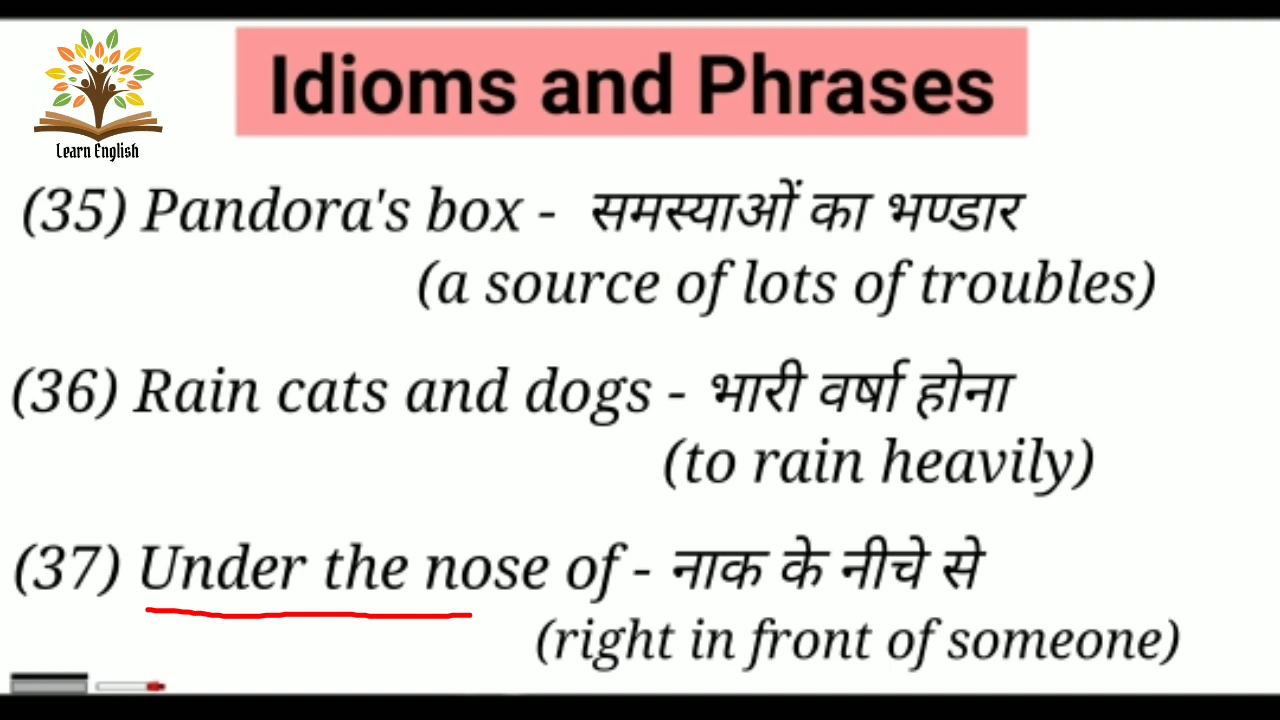 Idioms and Phrases
Learn English
(35) Pandora's box - समस्याओं का भण्डार
(a source of lots of troubles)
(36) Rain cats and dogs - भारी वर्षा होना
(to rain heavily)
(37) Under the nose of - नाक के नीचे से
(right in front of someone)